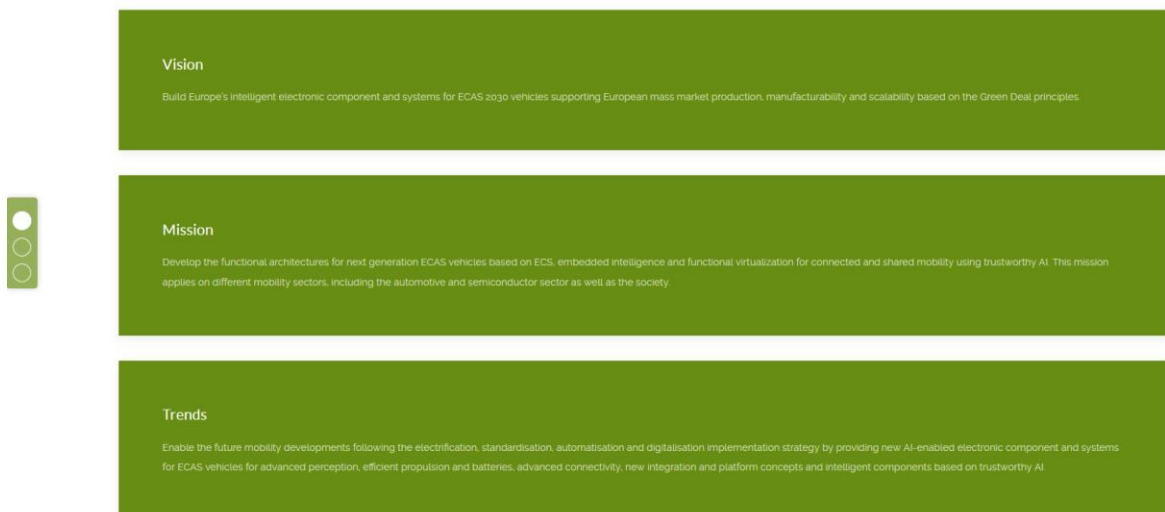 Vision
Build Europe's intelligent electronic component and systems for ECAS 2030 vehicles supporting European mass market production, manufacturability and scalability based on the Green Deal principles.
Mission
Develop the functional architectures for next generation ECAS vehicles based on ECS, embedded intelligence and functional virtualization for connected and shared mobility using trustworthy AI. This mission
applies on different mobility sectors, including the automotive and semiconductor sector as well as the society.
Trends
Enable the future mobility developments following the electrification, standardisation, automatisation and digitalisation implementation strategy by providing new AI-enabled electronic component and systems
for ECAS vehicles for advanced perception, efficient propulsion and batteries, advanced connectivity, new integration and platform concepts and intelligent components based on trustworthy AI.